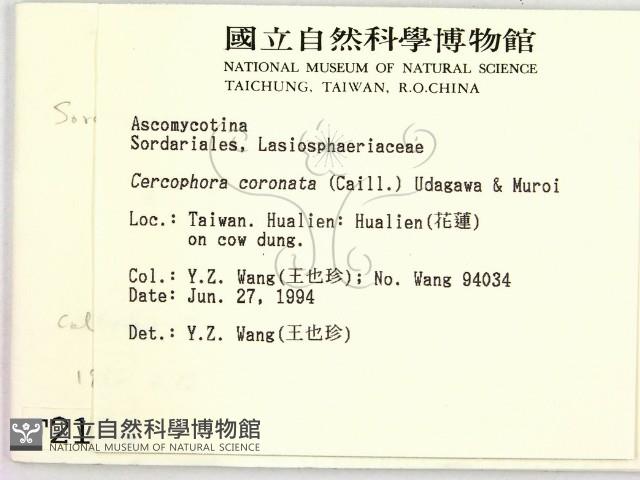 國立自然科學博物館
NATIONAL MUSEUM OF NATURAL SCIENCE
TAICHUNG, TAIWAN, R.O.CHINA
Ascomycotina
Sordariales, Lasiosphaeriaceae
Cercophora coronata (Caill.) Udagawa & Muroi
Loc.: Taiwan. Hualien: Hualien(花蓮)
on cow dung.
Col.: Y.Z. Wang(王也珍); No. Wang 94034
Date: Jun. 27, 1994
Det.: Y.Z. Wang(王也珍)
國立自然科學博物館
NATIONAL MUSEUM OF NATURAL SCIENCE